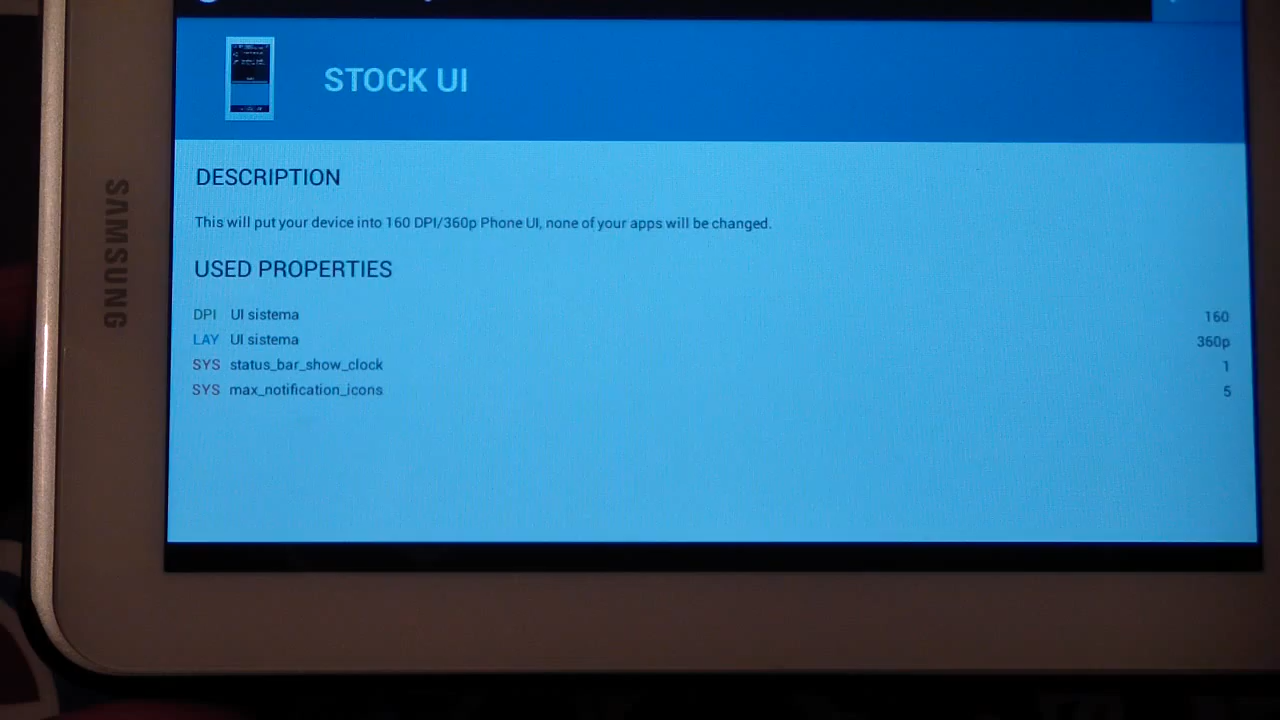 STOCK UI
DESCRIPTION
This will put your device into 160 DPI/360p Phone UI, none of your apps will be changed.
USED PROPERTIES
DPI UI sistema 160
LAY UI sistema 360p
SYS status_bar_show_clock 1
SYS max_notification_icons 5
SAMSUNG